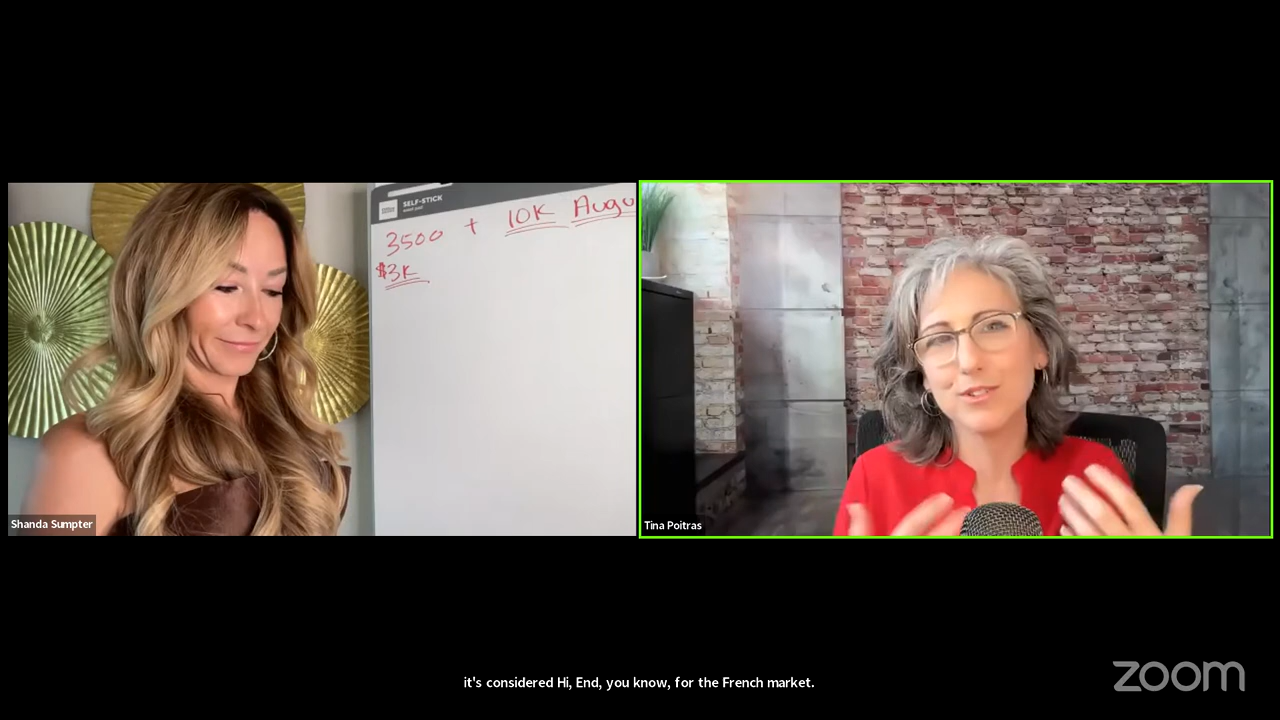 SELF-STICK
3500 + 10K Augu
$3K
Shanda Sumpter
Tina Poitras
it's considered Hi, End, you know, for the French market.
zoom